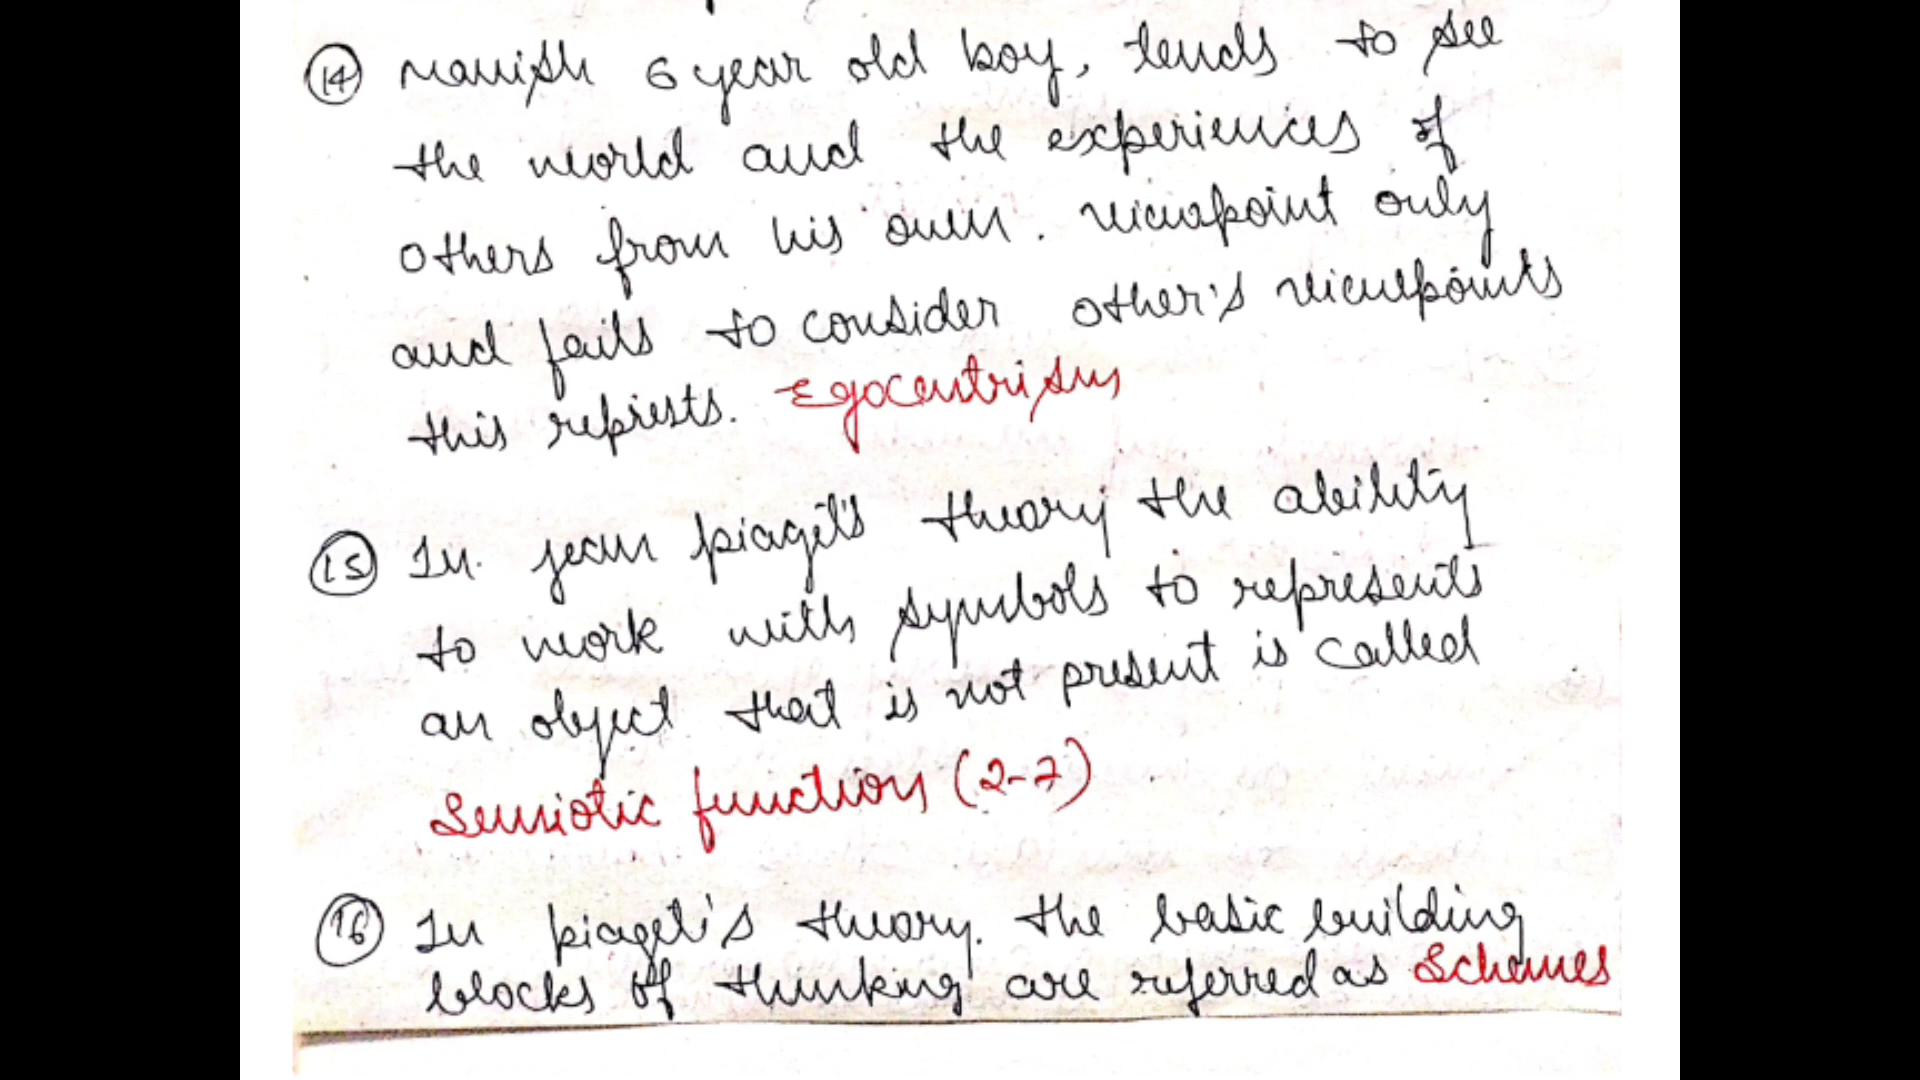 14 Manish 6 year old boy, tends to see
the world and the experiences of
others from his own. viewpoint only
and fails to consider other's viewpoints
this reprists. Egocentrism
15 In. jean piaget's theory the ability
to work with symbols to represents
an object that is not present is called
Semiotic function (2-7)
16 In piaget's theory. the basic building
blocks of thinking are referred as Schemes